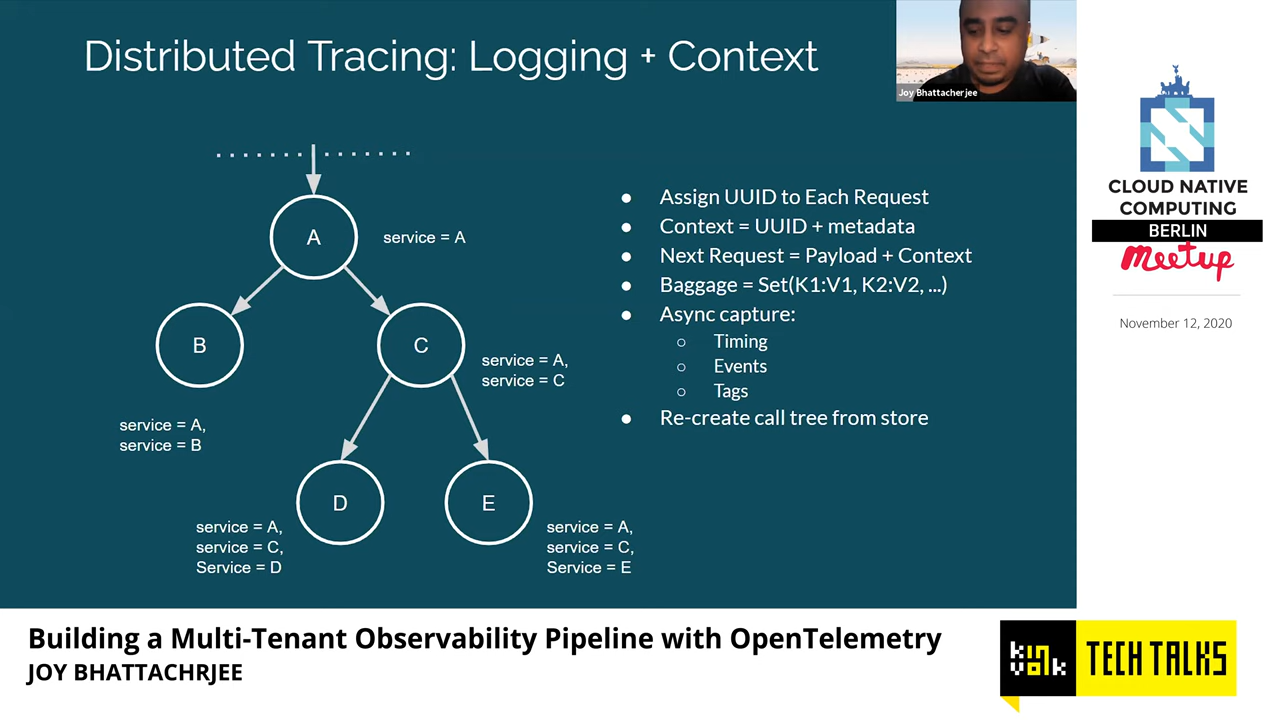 Distributed Tracing: Logging + Context
Joy Bhattacherjee
A
service = A
B
service = A,
service = B
C
service = A,
service = C
D
service = A,
service = C,
Service = D
E
service = A,
service = C,
Service = E
● Assign UUID to Each Request
● Context = UUID + metadata
● Next Request = Payload + Context
● Baggage = Set(K1:V1, K2:V2, ...)
● Async capture:
○ Timing
○ Events
○ Tags
● Re-create call tree from store
CLOUD NATIVE
COMPUTING
BERLIN
Meetup
November 12, 2020
Building a Multi-Tenant Observability Pipeline with OpenTelemetry
JOY BHATTACHRJEE
kinvolk
TECH TALKS